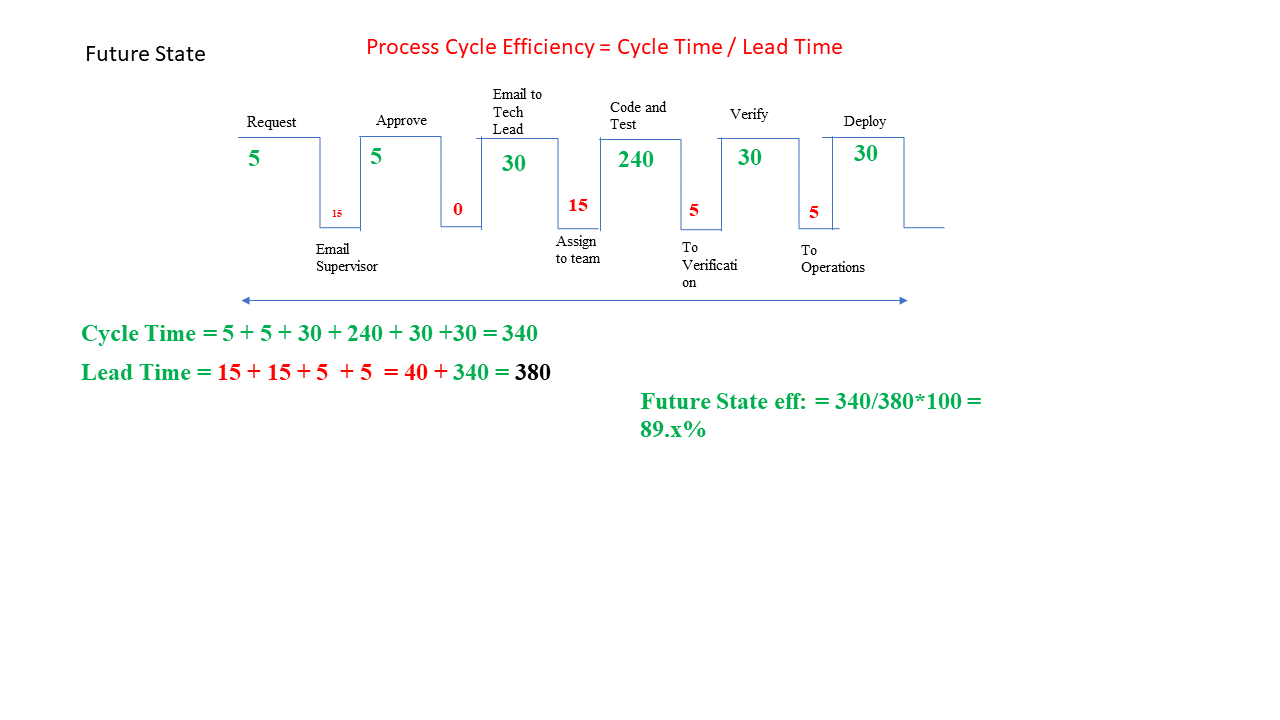 Future State
Process Cycle Efficiency = Cycle Time / Lead Time
Request
Approve
Email to
Tech
Lead
Code and
Test
Verify
Deploy
5
5
30
240
30
30
15
0
15
5
5
Email
Supervisor
Assign
to team
To
Verificati
on
To
Operations
Cycle Time = 5 + 5 + 30 + 240 + 30 +30 = 340
Lead Time = 15 + 15 + 5  + 5  = 40 + 340 = 380
Future State eff: = 340/380*100 =
89.x%